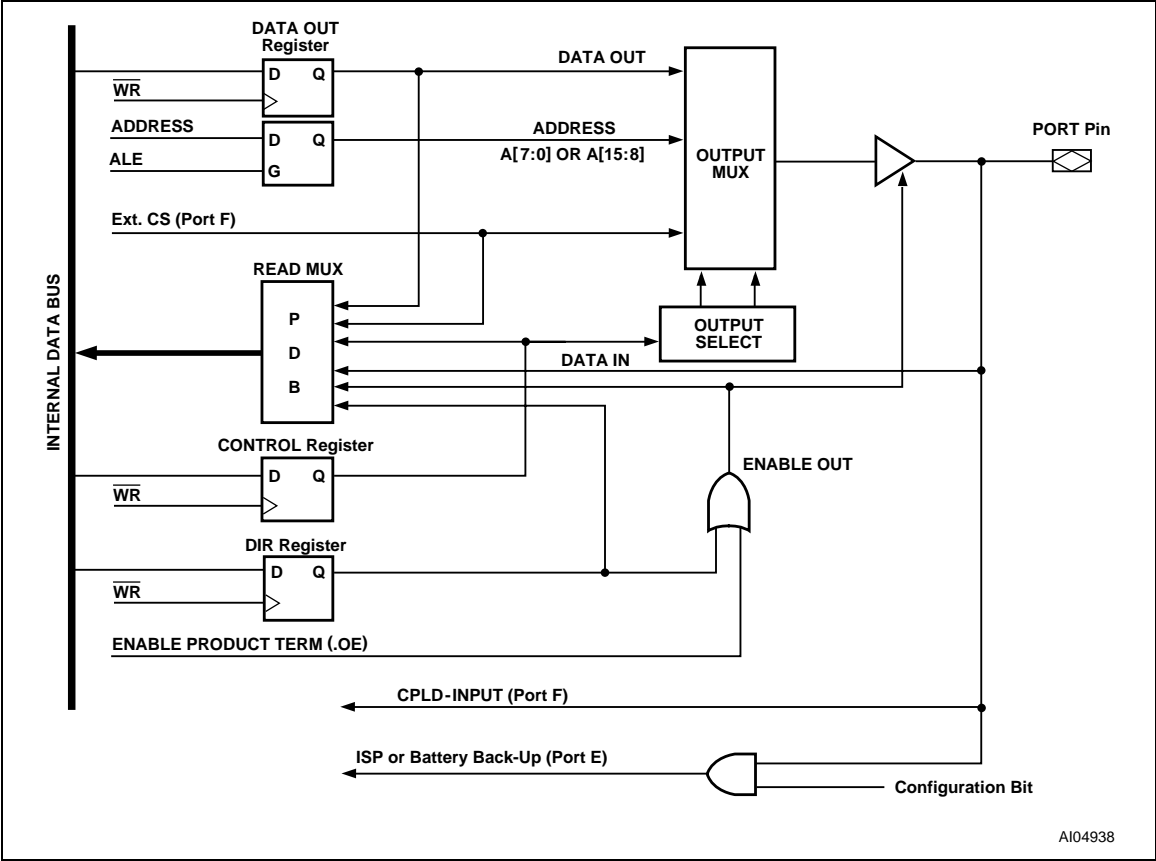 DATA OUT
Register
D Q
WR
DATA OUT
ADDRESS
D Q
ALE
G
ADDRESS
A[7:0] OR A[15:8]
OUTPUT
MUX
PORT Pin
Ext. CS (Port F)
READ MUX
P
D
B
OUTPUT
SELECT
DATA IN
INTERNAL DATA BUS
CONTROL Register
D Q
WR
ENABLE OUT
DIR Register
D Q
WR
ENABLE PRODUCT TERM (.OE)
CPLD-INPUT (Port F)
ISP or Battery Back-Up (Port E)
Configuration Bit
AI04938